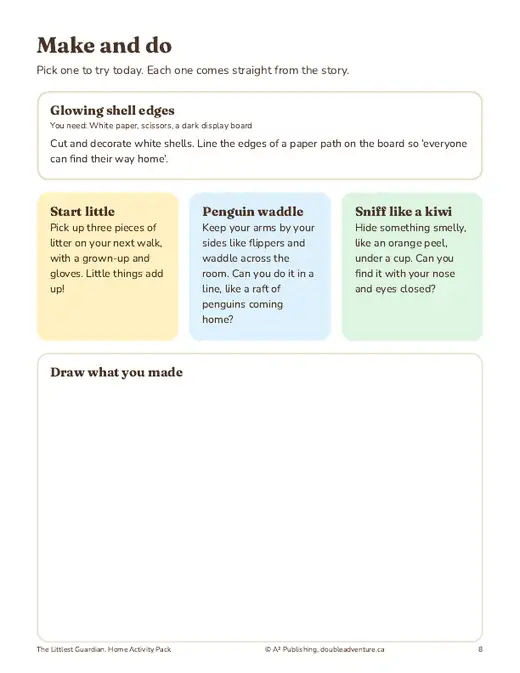 Make and do
Pick one to try today. Each one comes straight from the story.
Glowing shell edges
You need: White paper, scissors, a dark display board
Cut and decorate white shells. Line the edges of a paper path on the board so 'everyone
can find their way home'.
Start little
Pick up three pieces of
litter on your next walk,
with a grown-up and
gloves. Little things add
up!
Penguin waddle
Keep your arms by your
sides like flippers and
waddle across the
room. Can you do it in a
line, like a raft of
penguins coming
home?
Sniff like a kiwi
Hide something smelly,
like an orange peel,
under a cup. Can you
find it with your nose
and eyes closed?
Draw what you made
The Littlest Guardian. Home Activity Pack
© A² Publishing, doubleadventure.ca
8